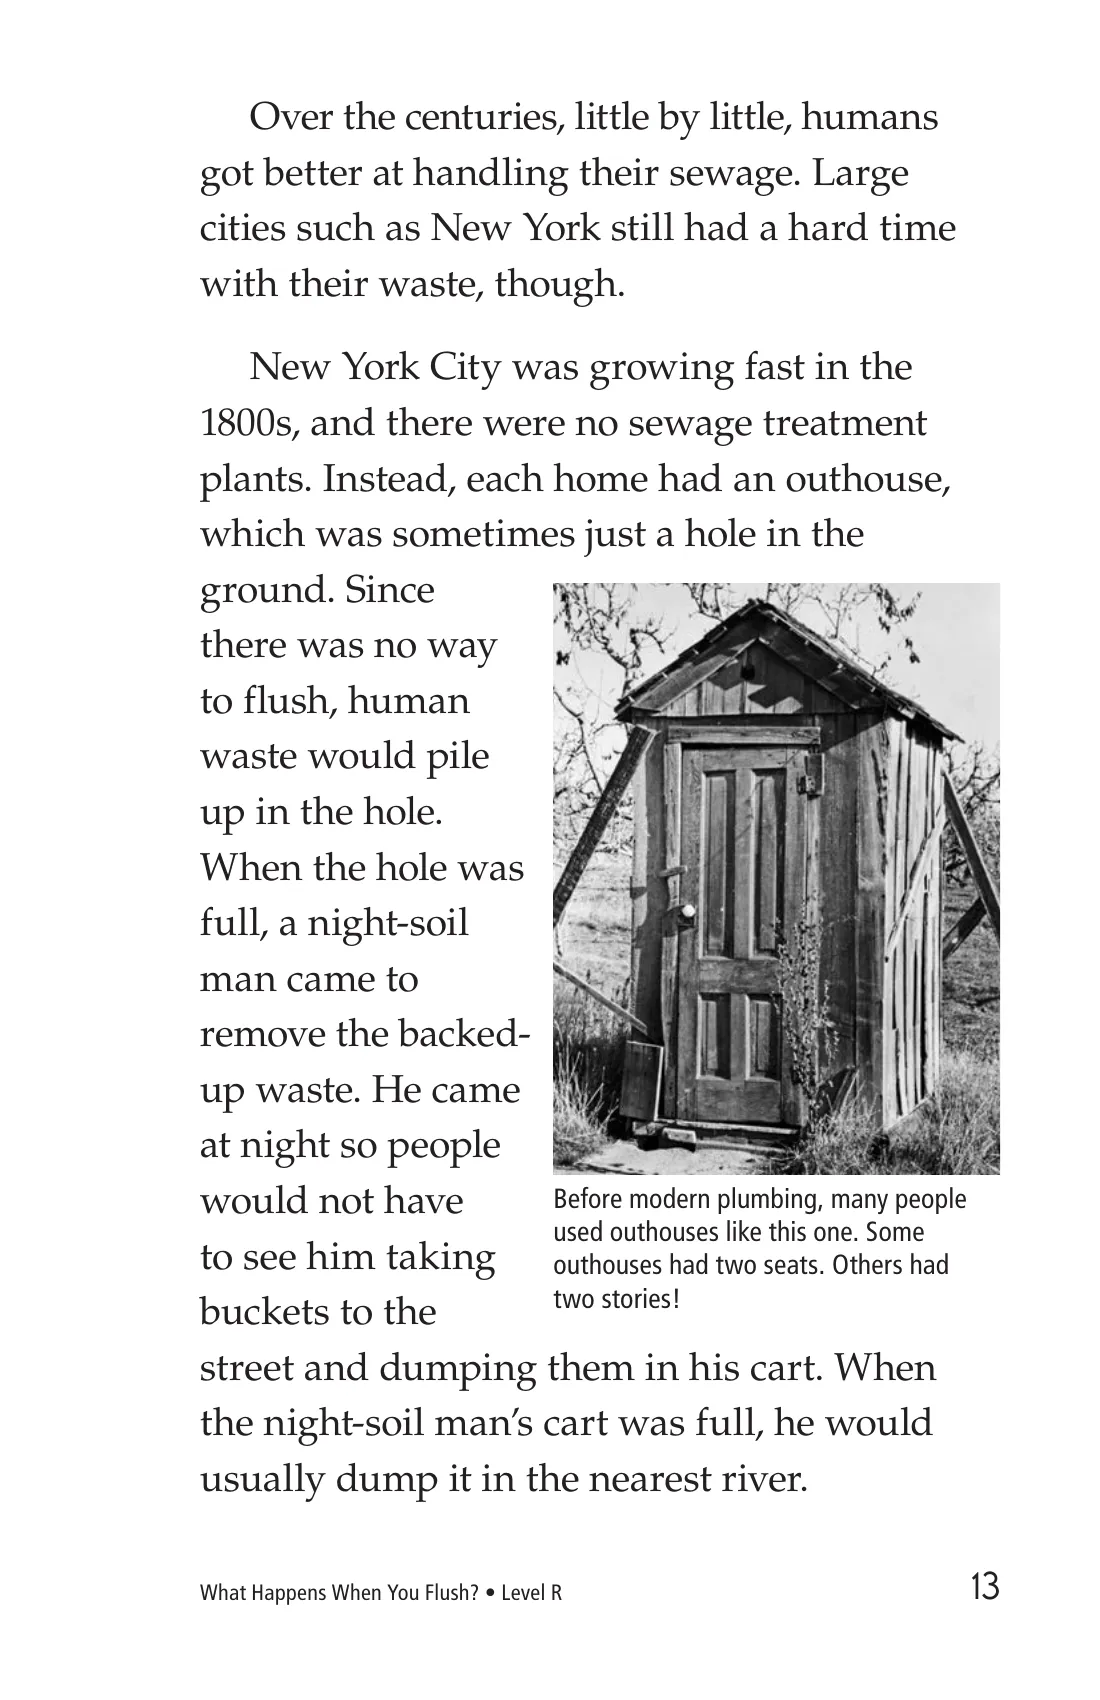 Over the centuries, little by little, humans
got better at handling their sewage. Large
cities such as New York still had a hard time
with their waste, though.
New York City was growing fast in the
1800s, and there were no sewage treatment
plants. Instead, each home had an outhouse,
which was sometimes just a hole in the
ground. Since
there was no way
to flush, human
waste would pile
up in the hole.
When the hole was
full, a night-soil
man came to
remove the backed-
up waste. He came
at night so people
would not have
to see him taking
buckets to the
street and dumping them in his cart. When
the night-soil man’s cart was full, he would
usually dump it in the nearest river.
Before modern plumbing, many people
used outhouses like this one. Some
outhouses had two seats. Others had
two stories!
What Happens When You Flush? • Level R
13